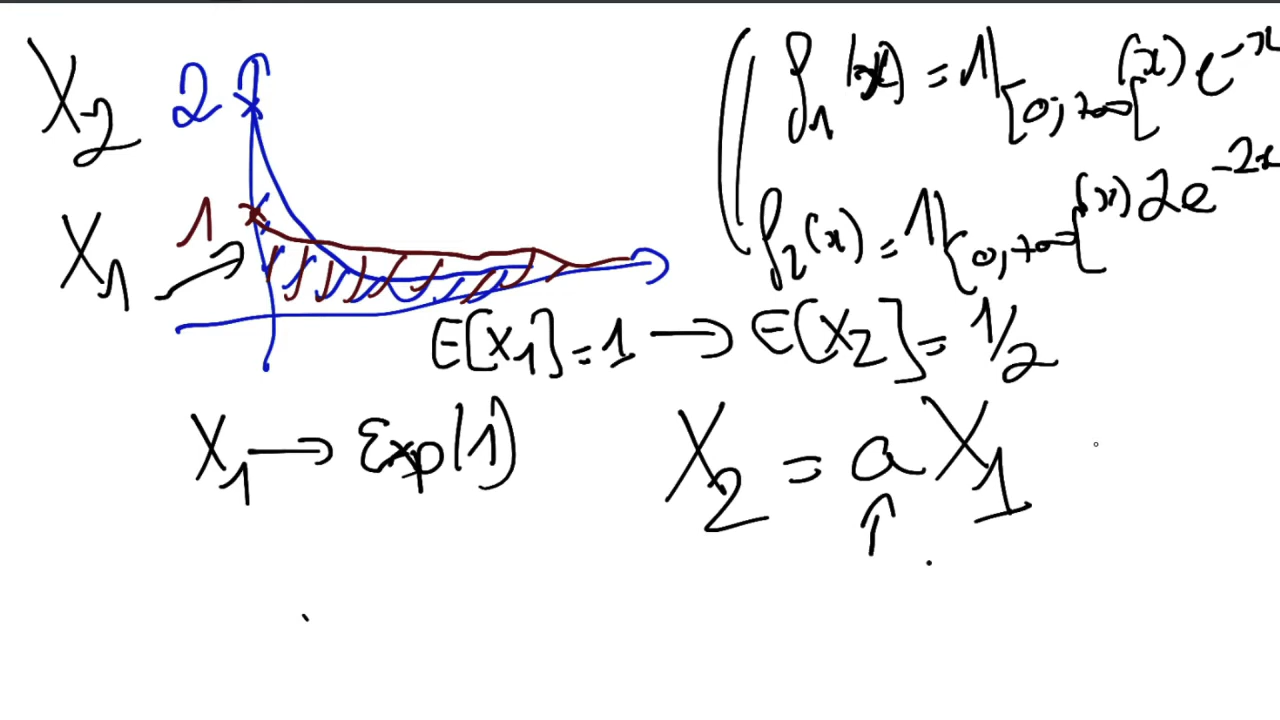 X₂ 2
f₁(x) = 𝟙[0;+∞[(x) e^{-x}
X₁ 1
f₂(x) = 𝟙[0,+∞[(x) 2e^{-2x}
E[X₁] = 1 → E[X₂] = 1/2
X₁ → Exp(1)
X₂ = a X₁
↑